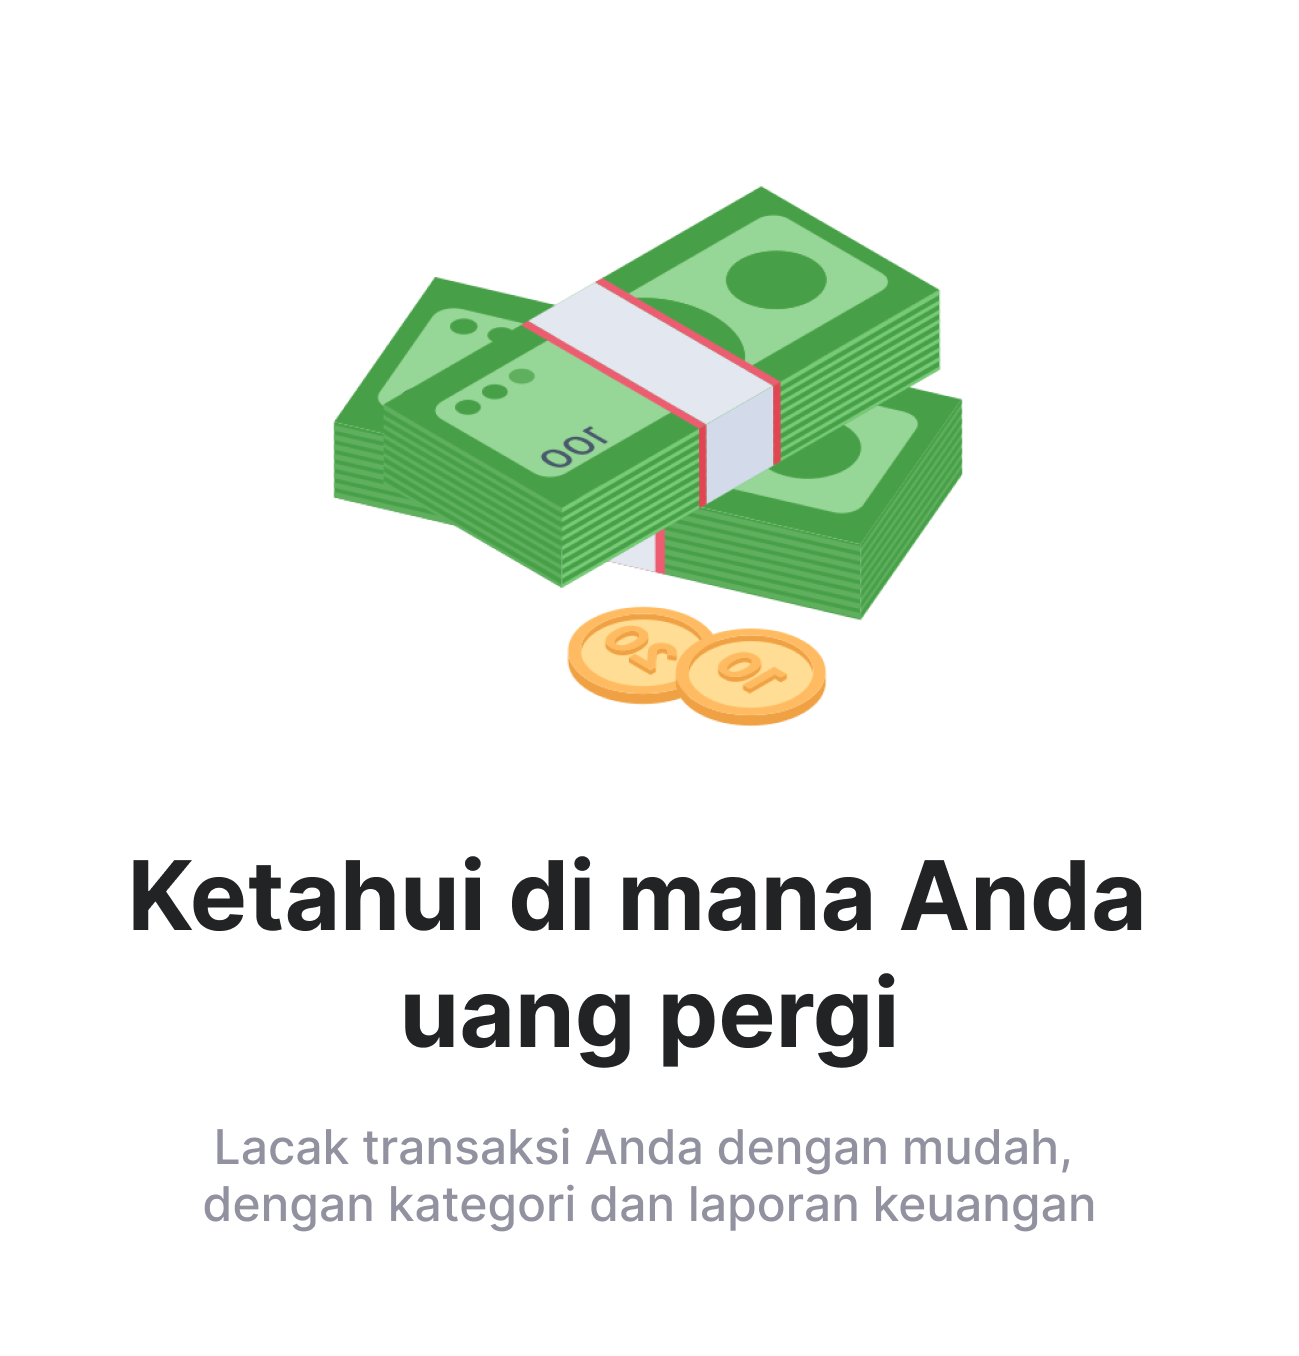 100
20
10
Ketahui di mana Anda
uang pergi
Lacak transaksi Anda dengan mudah,
dengan kategori dan laporan keuangan